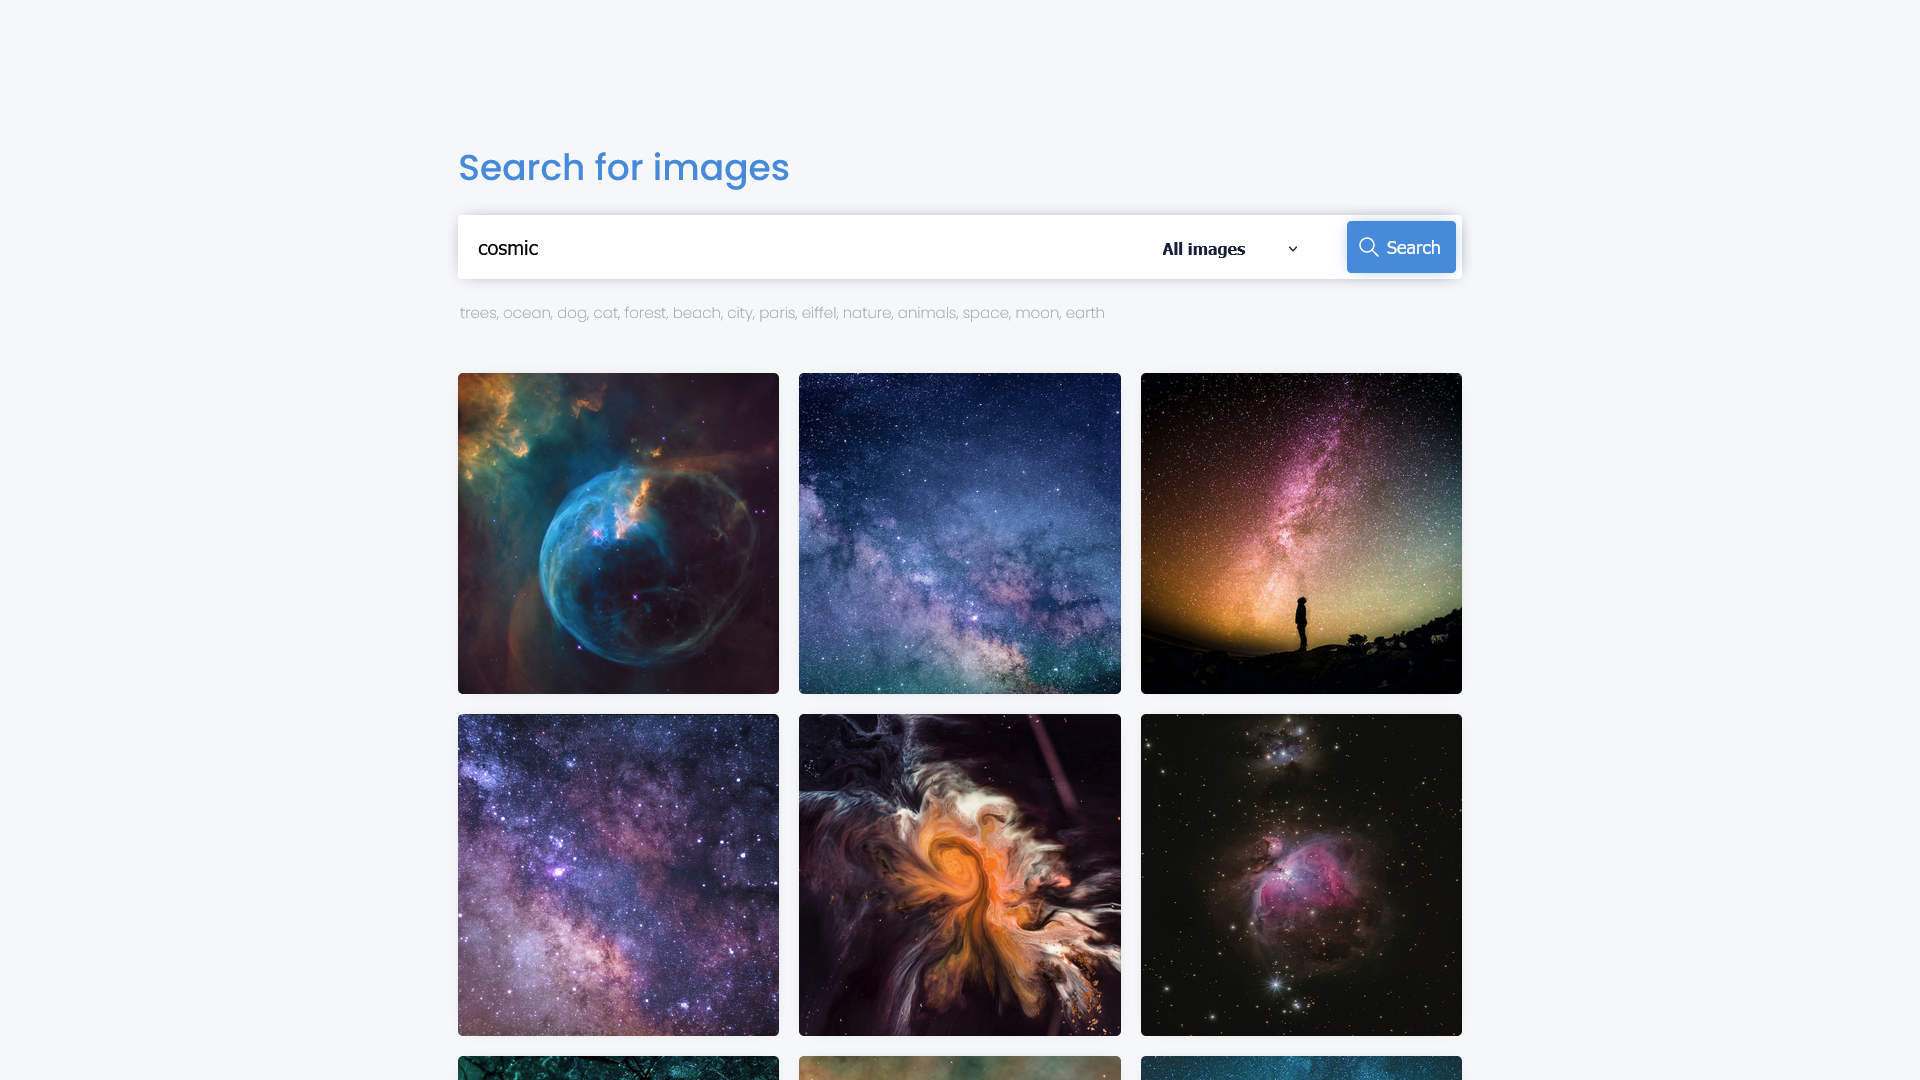 Search for images
cosmic All images Search
trees, ocean, dog, cat, forest, beach, city, paris, eiffel, nature, animals, space, moon, earth